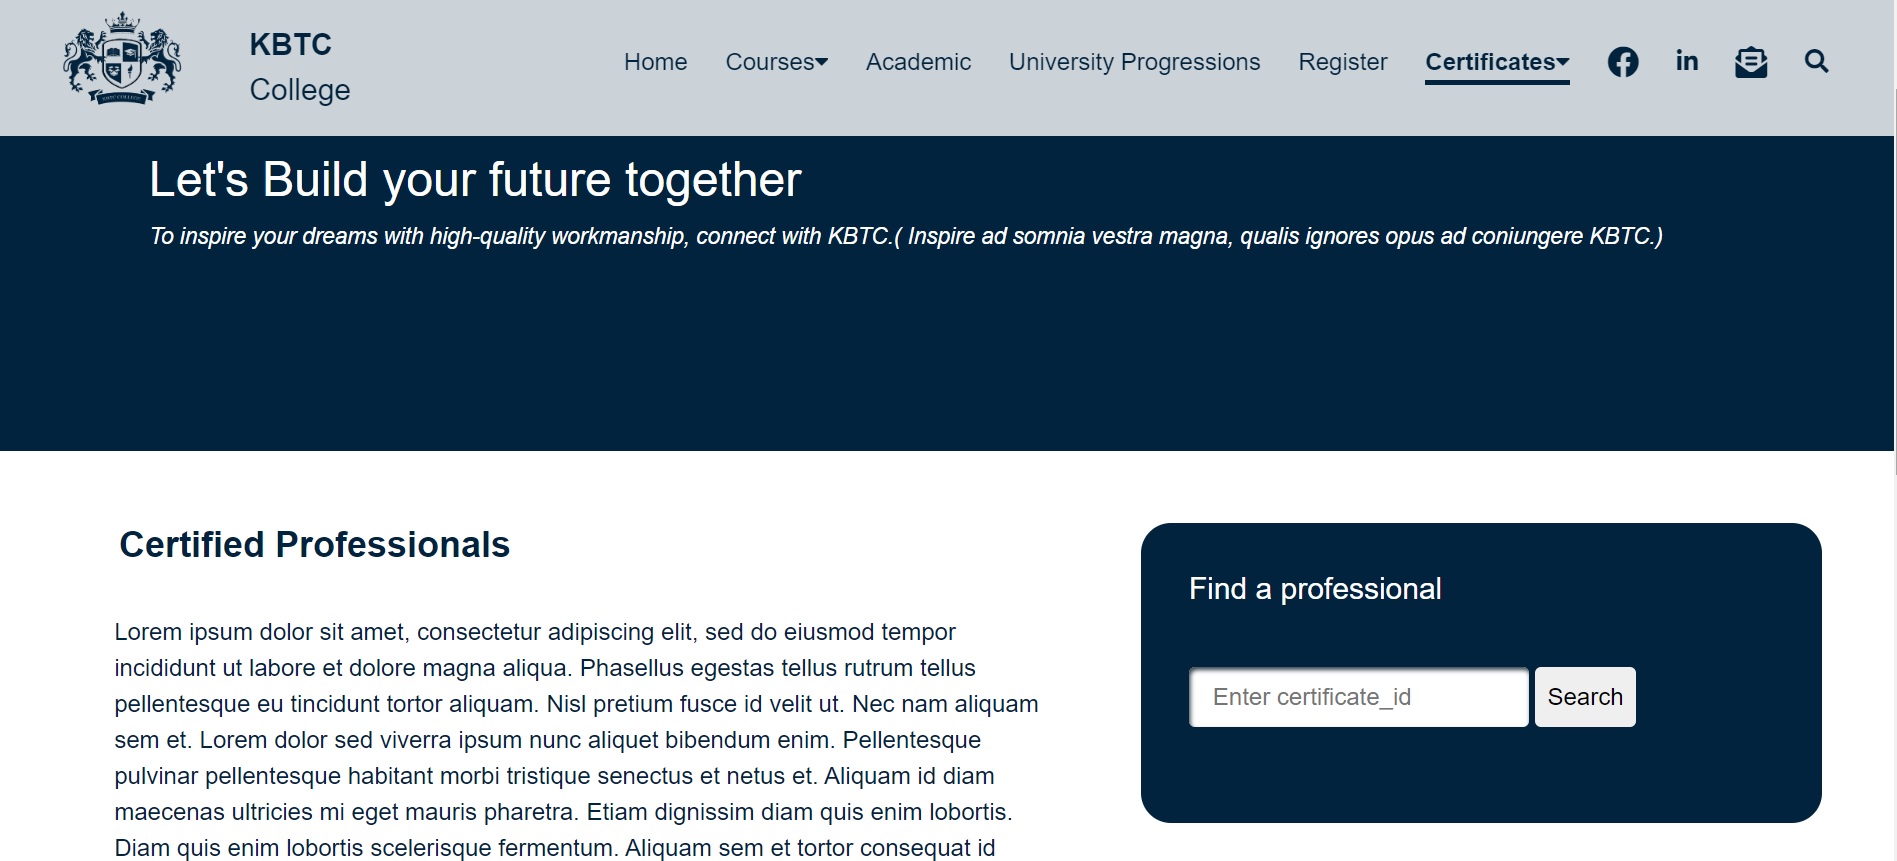 KBTC
College
Home Courses Academic University Progressions Register Certificates in
Let's Build your future together
To inspire your dreams with high-quality workmanship, connect with KBTC.( Inspire ad somnia vestra magna, qualis ignores opus ad coniungere KBTC.)
Certified Professionals
Lorem ipsum dolor sit amet, consectetur adipiscing elit, sed do eiusmod tempor
incididunt ut labore et dolore magna aliqua. Phasellus egestas tellus rutrum tellus
pellentesque eu tincidunt tortor aliquam. Nisl pretium fusce id velit ut. Nec nam aliquam
sem et. Lorem dolor sed viverra ipsum nunc aliquet bibendum enim. Pellentesque
pulvinar pellentesque habitant morbi tristique senectus et netus et. Aliquam id diam
maecenas ultricies mi eget mauris pharetra. Etiam dignissim diam quis enim lobortis.
Diam quis enim lobortis scelerisque fermentum. Aliquam sem et tortor consequat id
Find a professional
Enter certificate_id
Search